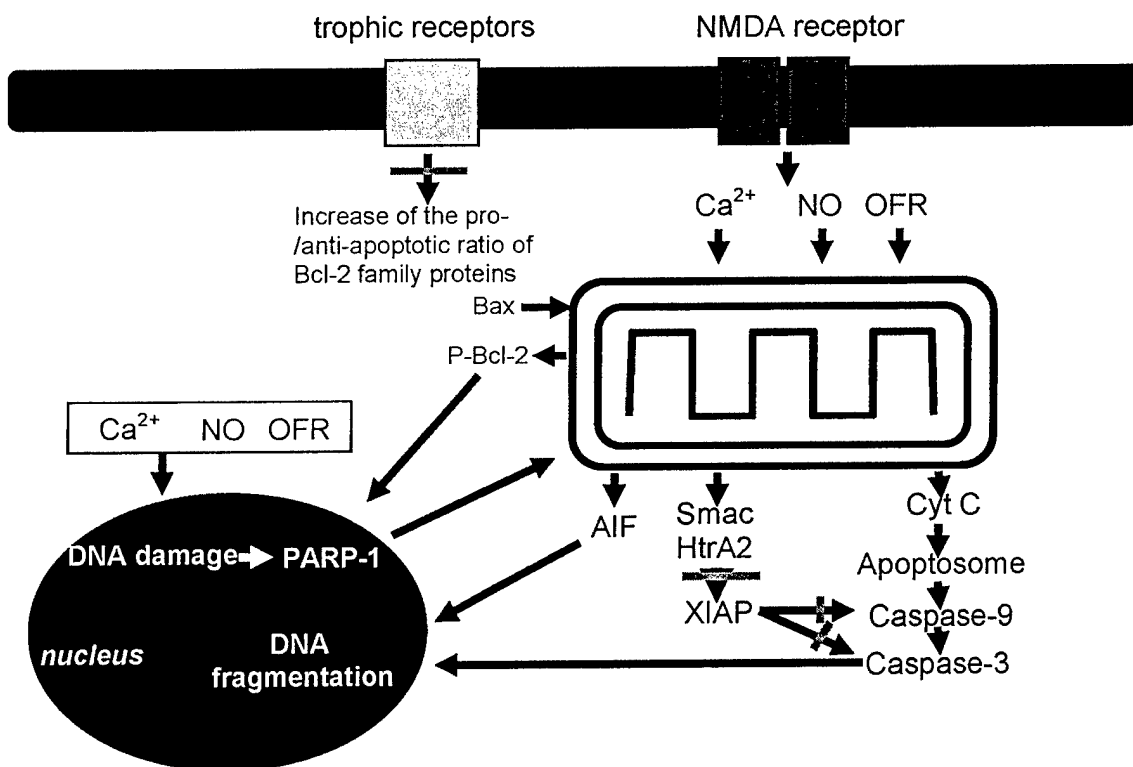 trophic receptors
NMDA receptor
Ca²⁺ NO OFR
Increase of the pro-
/anti-apoptotic ratio of
Bcl-2 family proteins
Bax
P-Bcl-2
Ca²⁺ NO OFR
DNA damage PARP-1
nucleus
DNA
fragmentation
AIF
Smac
HtrA2
XIAP
Cyt C
Apoptosome
Caspase-9
Caspase-3